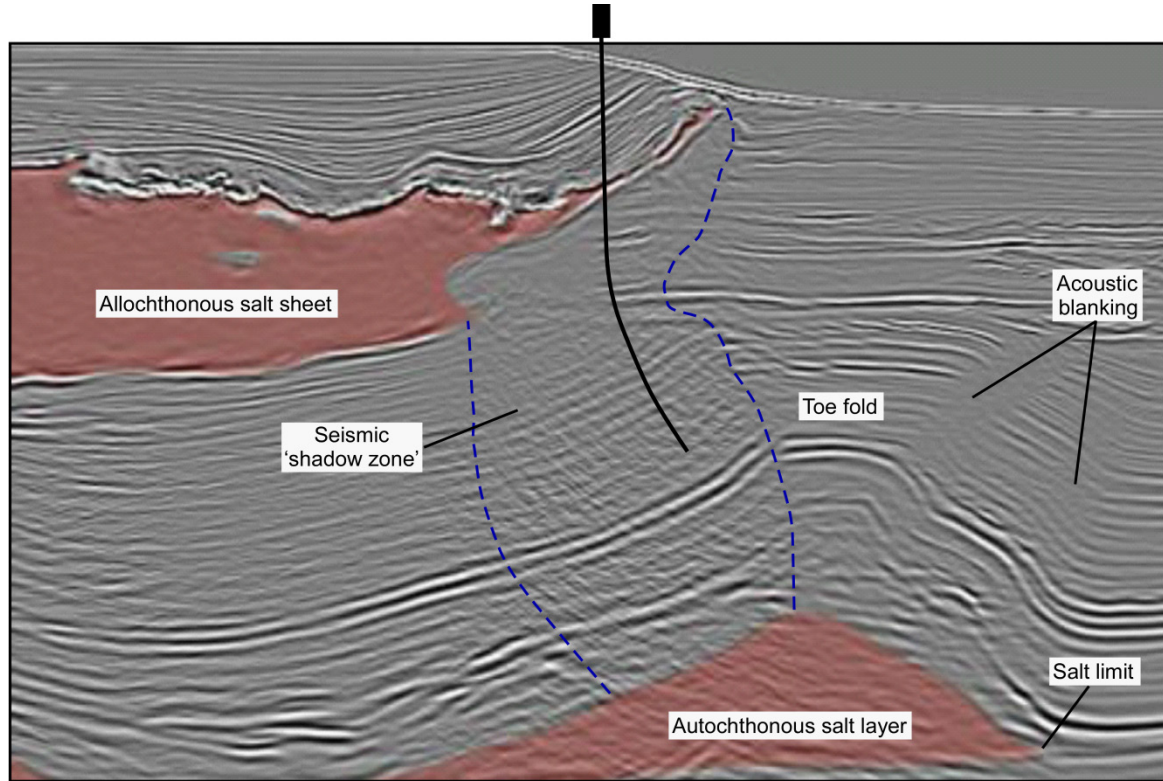 Allochthonous salt sheet
Acoustic
blanking
Toe fold
Seismic
‘shadow zone’
Salt limit
Autochthonous salt layer